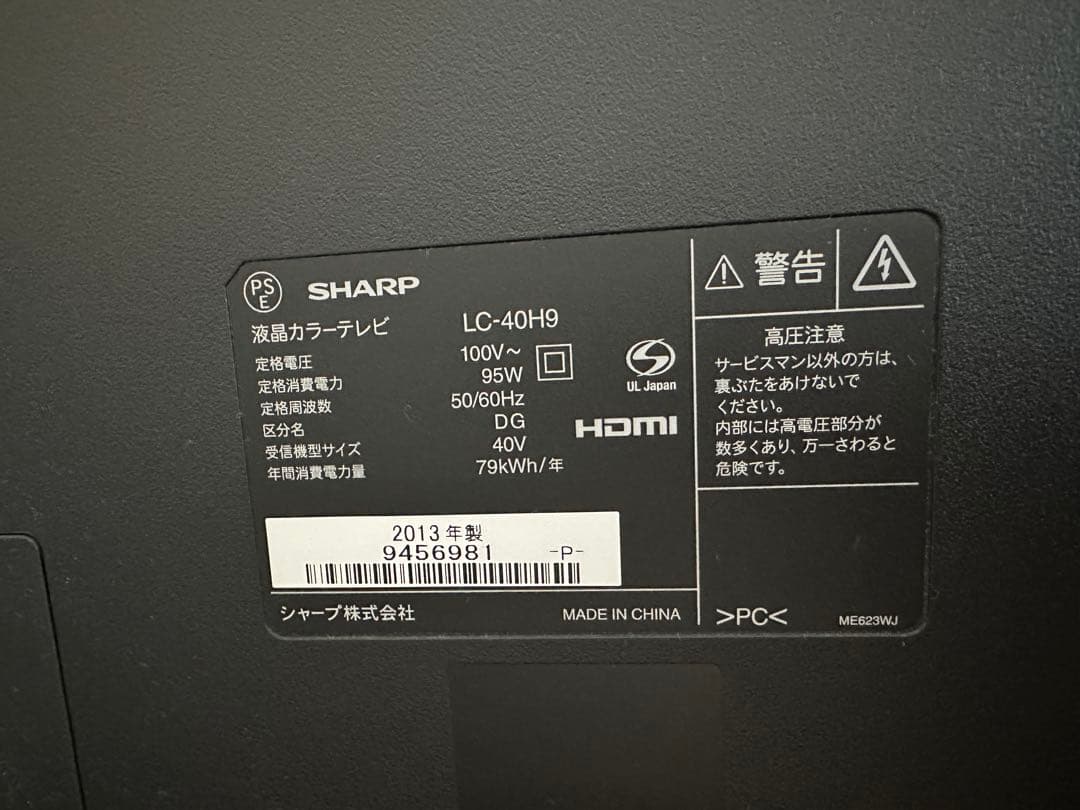 PS
E
SHARP
液晶カラーテレビ LC-40H9
定格電圧 100V～
定格消費電力 95W
定格周波数 50/60Hz
区分名 DG
受信機型サイズ 40V
年間消費電力量 79kWh/年
UL Japan
HDMI
2013年製
9456981 -P-
シャープ株式会社 MADE IN CHINA
警告
高圧注意
サービスマン以外の方は、
裏ぶたをあけないで
ください。
内部には高電圧部分が
数多くあり、万一さわると
危険です。
>PC< ME623WJ